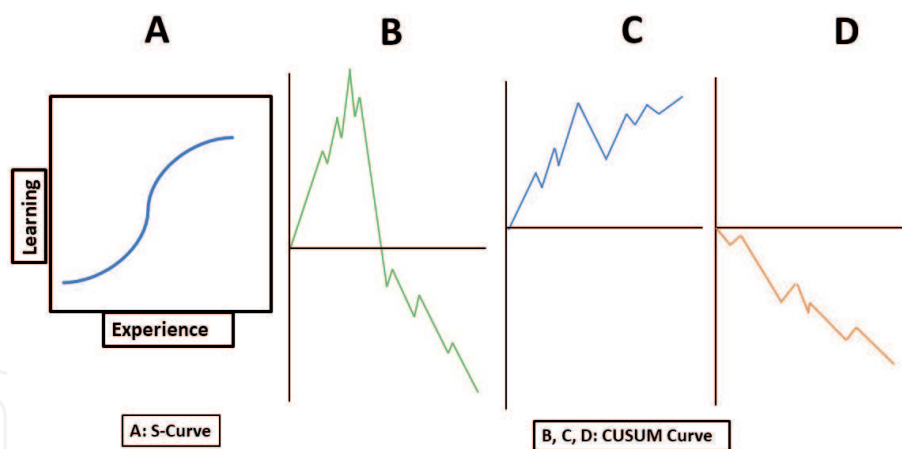 A
B
C
D
Learning
Experience
A: S-Curve
B, C, D: CUSUM Curve